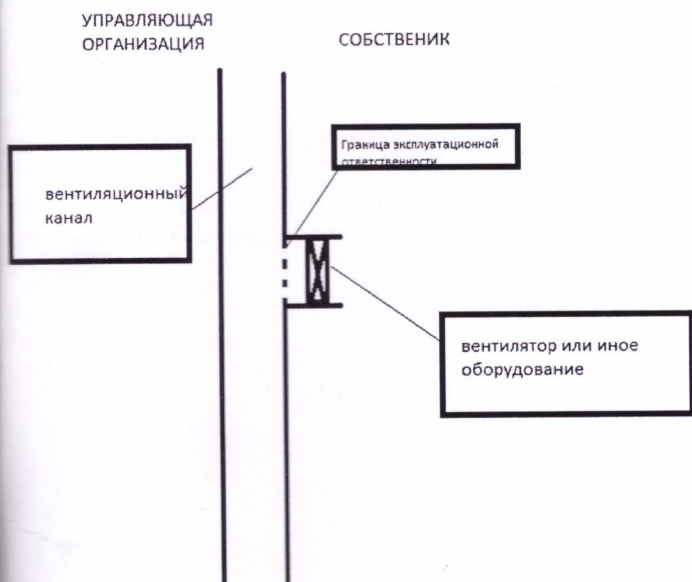 УПРАВЛЯЮЩАЯ
ОРГАНИЗАЦИЯ
СОБСТВЕНИК
Граница эксплуатационной
ответственности
вентиляционный
канал
вентилятор или иное
оборудование